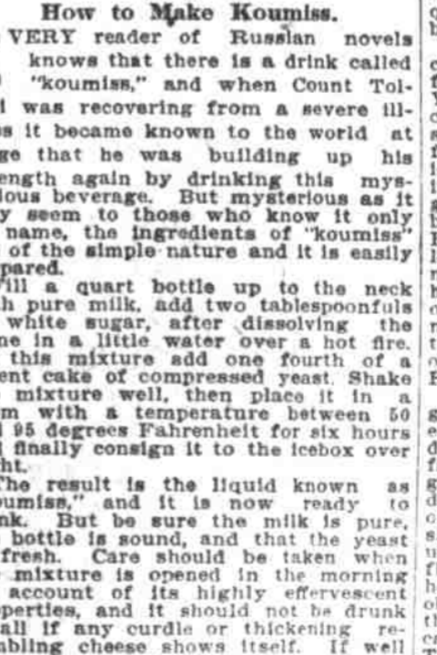 How to Make Koumiss.
VERY reader of Russian novels
knows that there is a drink called
"koumiss," and when Count Tol-
i was recovering from a severe ill-
s it became known to the world at
ge that he was building up his
ength again by drinking this mys-
ious beverage. But mysterious as it
y seem to those who know it only
name, the ingredients of "koumiss"
of the simple nature and it is easily
pared.
Fill a quart bottle up to the neck
h pure milk, add two tablespoonfuls
white sugar, after dissolving the
ne in a little water over a hot fire.
this mixture add one fourth of a
ent cake of compressed yeast. Shake
mixture well, then place it in a
m with a temperature between 50
d 95 degrees Fahrenheit for six hours
d finally consign it to the icebox over
ht.
The result is the liquid known as
oumiss," and it is now ready to
nk. But be sure the milk is pure,
bottle is sound, and that the yeast
fresh. Care should be taken when
mixture is opened in the morning
account of its highly effervescent
operties, and it should not be drunk
all if any curdle or thickening re-
mbling cheese shows itself. If well